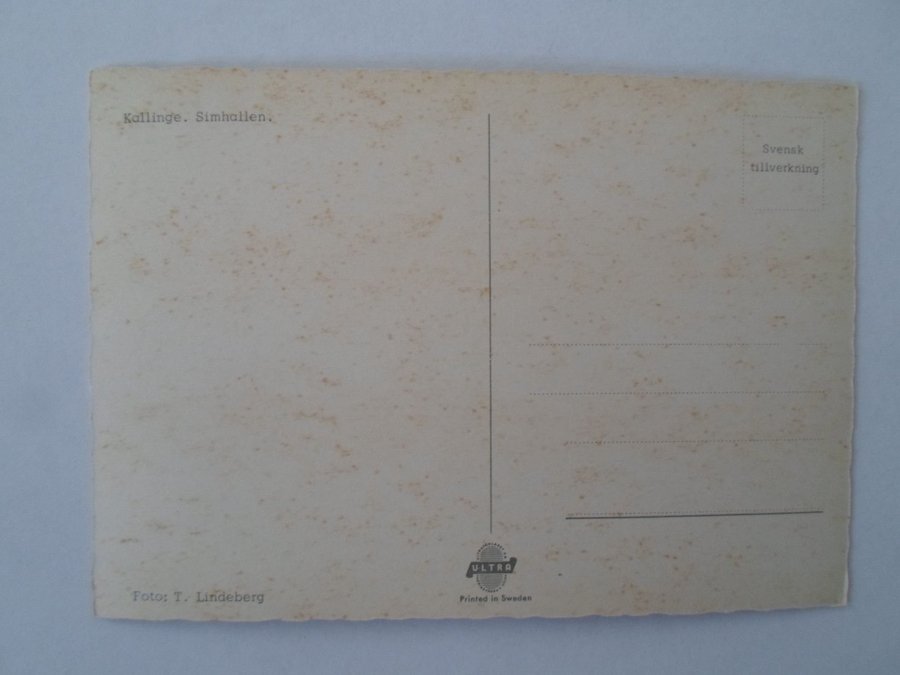 Kallinge. Simhallen.
Svensk
tillverkning
ULTRA
Printed in Sweden
Foto: T. Lindeberg